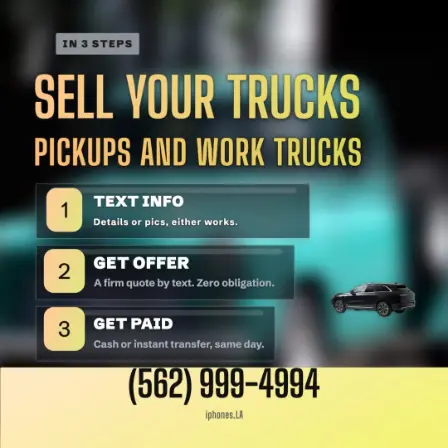 IN 3 STEPS
SELL YOUR TRUCKS
PICKUPS AND WORK TRUCKS
1 TEXT INFO
Details or pics, either works.
2 GET OFFER
A firm quote by text. Zero obligation.
3 GET PAID
Cash or instant transfer, same day.
(562) 999-4994
iphones.LA